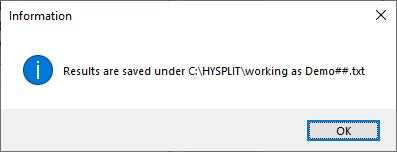 Information
Results are saved under C:\HYSPLIT\working as Demo##.txt
OK